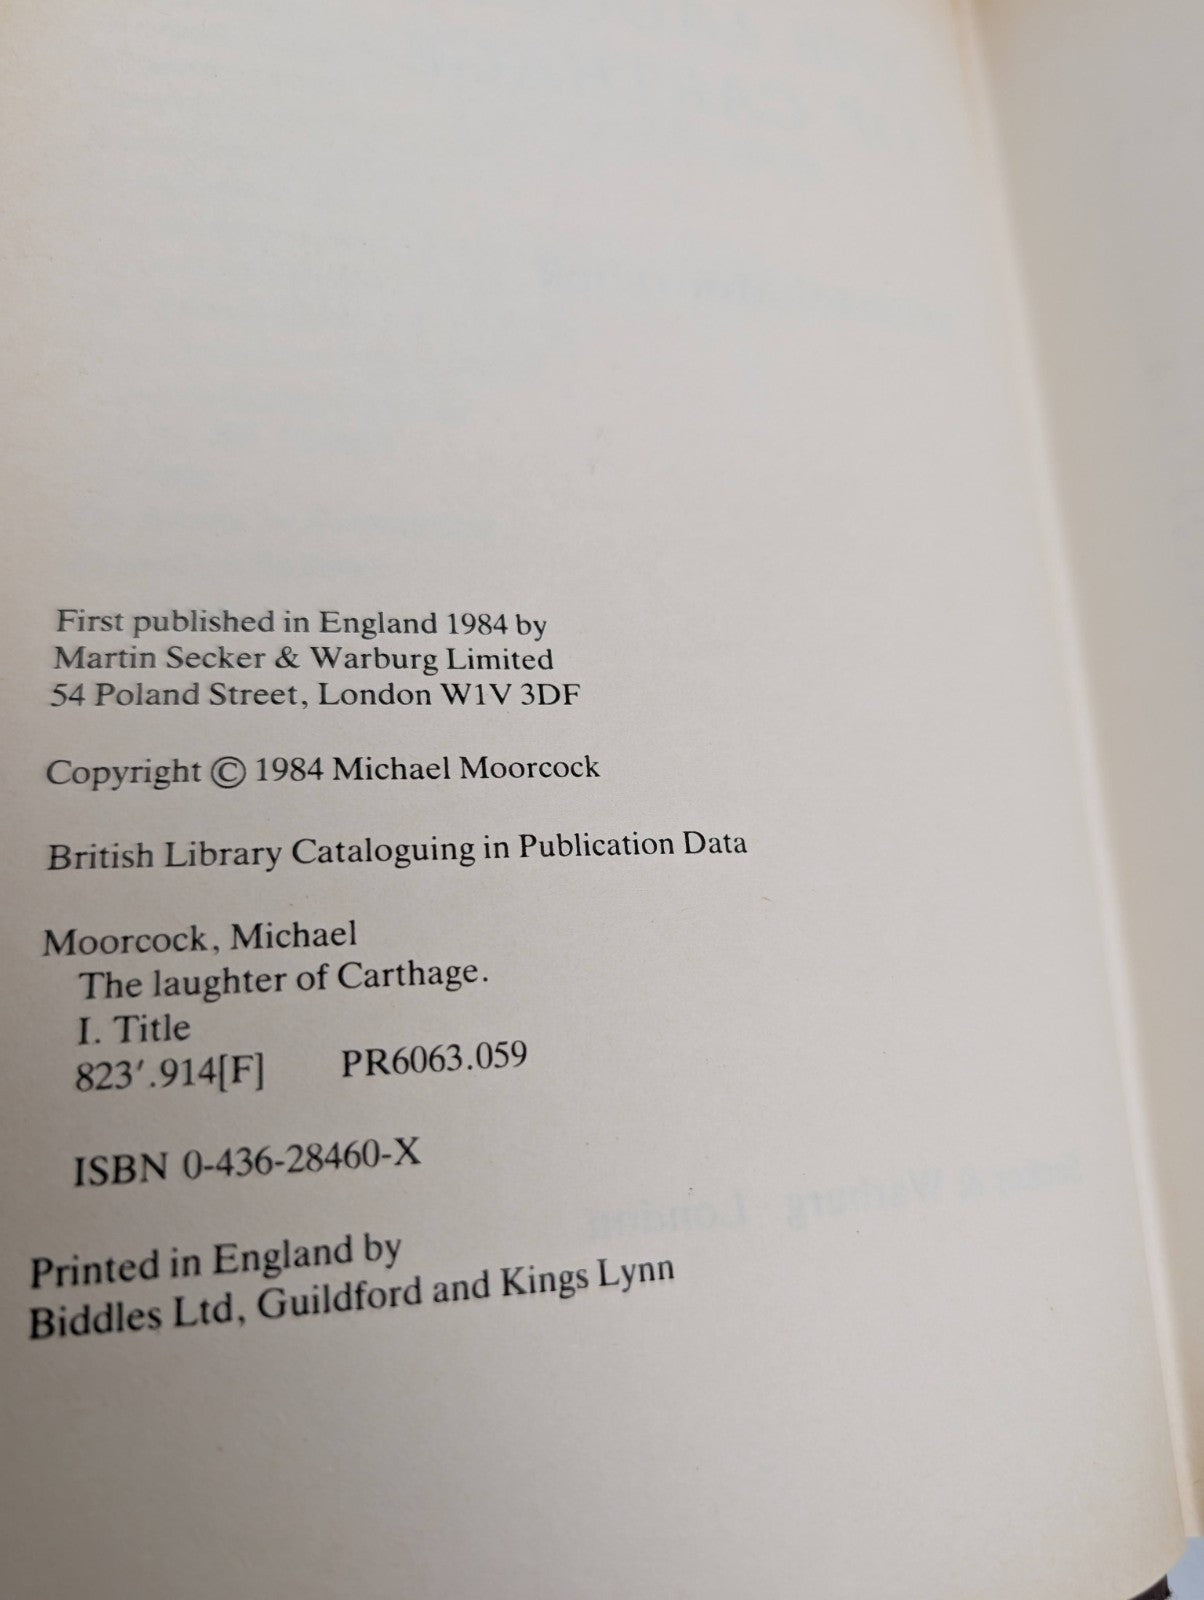 First published in England 1984 by
Martin Secker & Warburg Limited
54 Poland Street, London W1V 3DF
Copyright © 1984 Michael Moorcock
British Library Cataloguing in Publication Data
Moorcock, Michael
The laughter of Carthage.
I. Title
823'.914[F] PR6063.059
ISBN 0-436-28460-X
Printed in England by
Biddles Ltd, Guildford and Kings Lynn